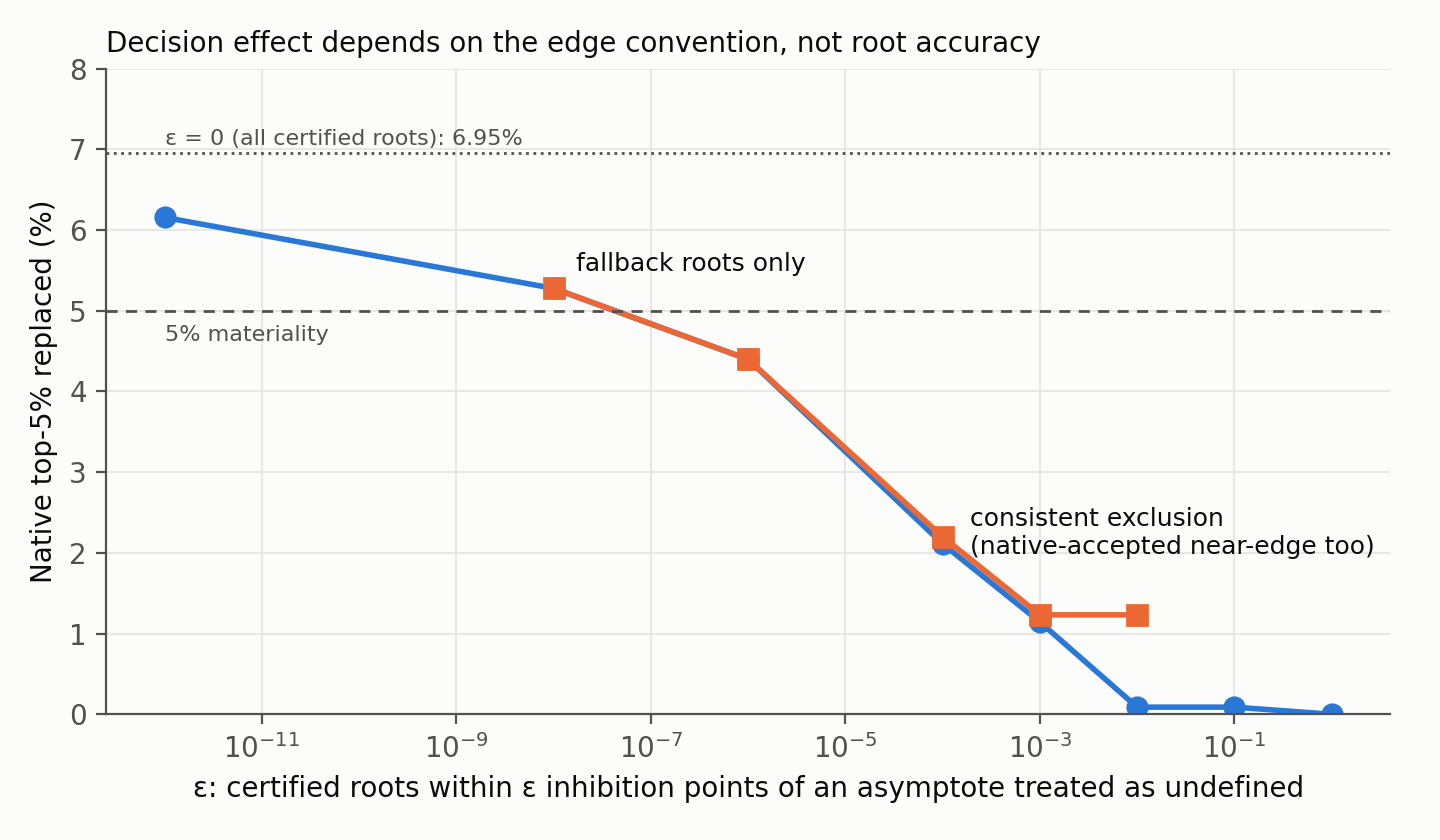 Decision effect depends on the edge convention, not root accuracy
8
7
6
5
4
3
2
1
0
Native top-5% replaced (%)
ε = 0 (all certified roots): 6.95%
fallback roots only
5% materiality
consistent exclusion
(native-accepted near-edge too)
10⁻¹¹
10⁻⁹
10⁻⁷
10⁻⁵
10⁻³
10⁻¹
ε: certified roots within ε inhibition points of an asymptote treated as undefined